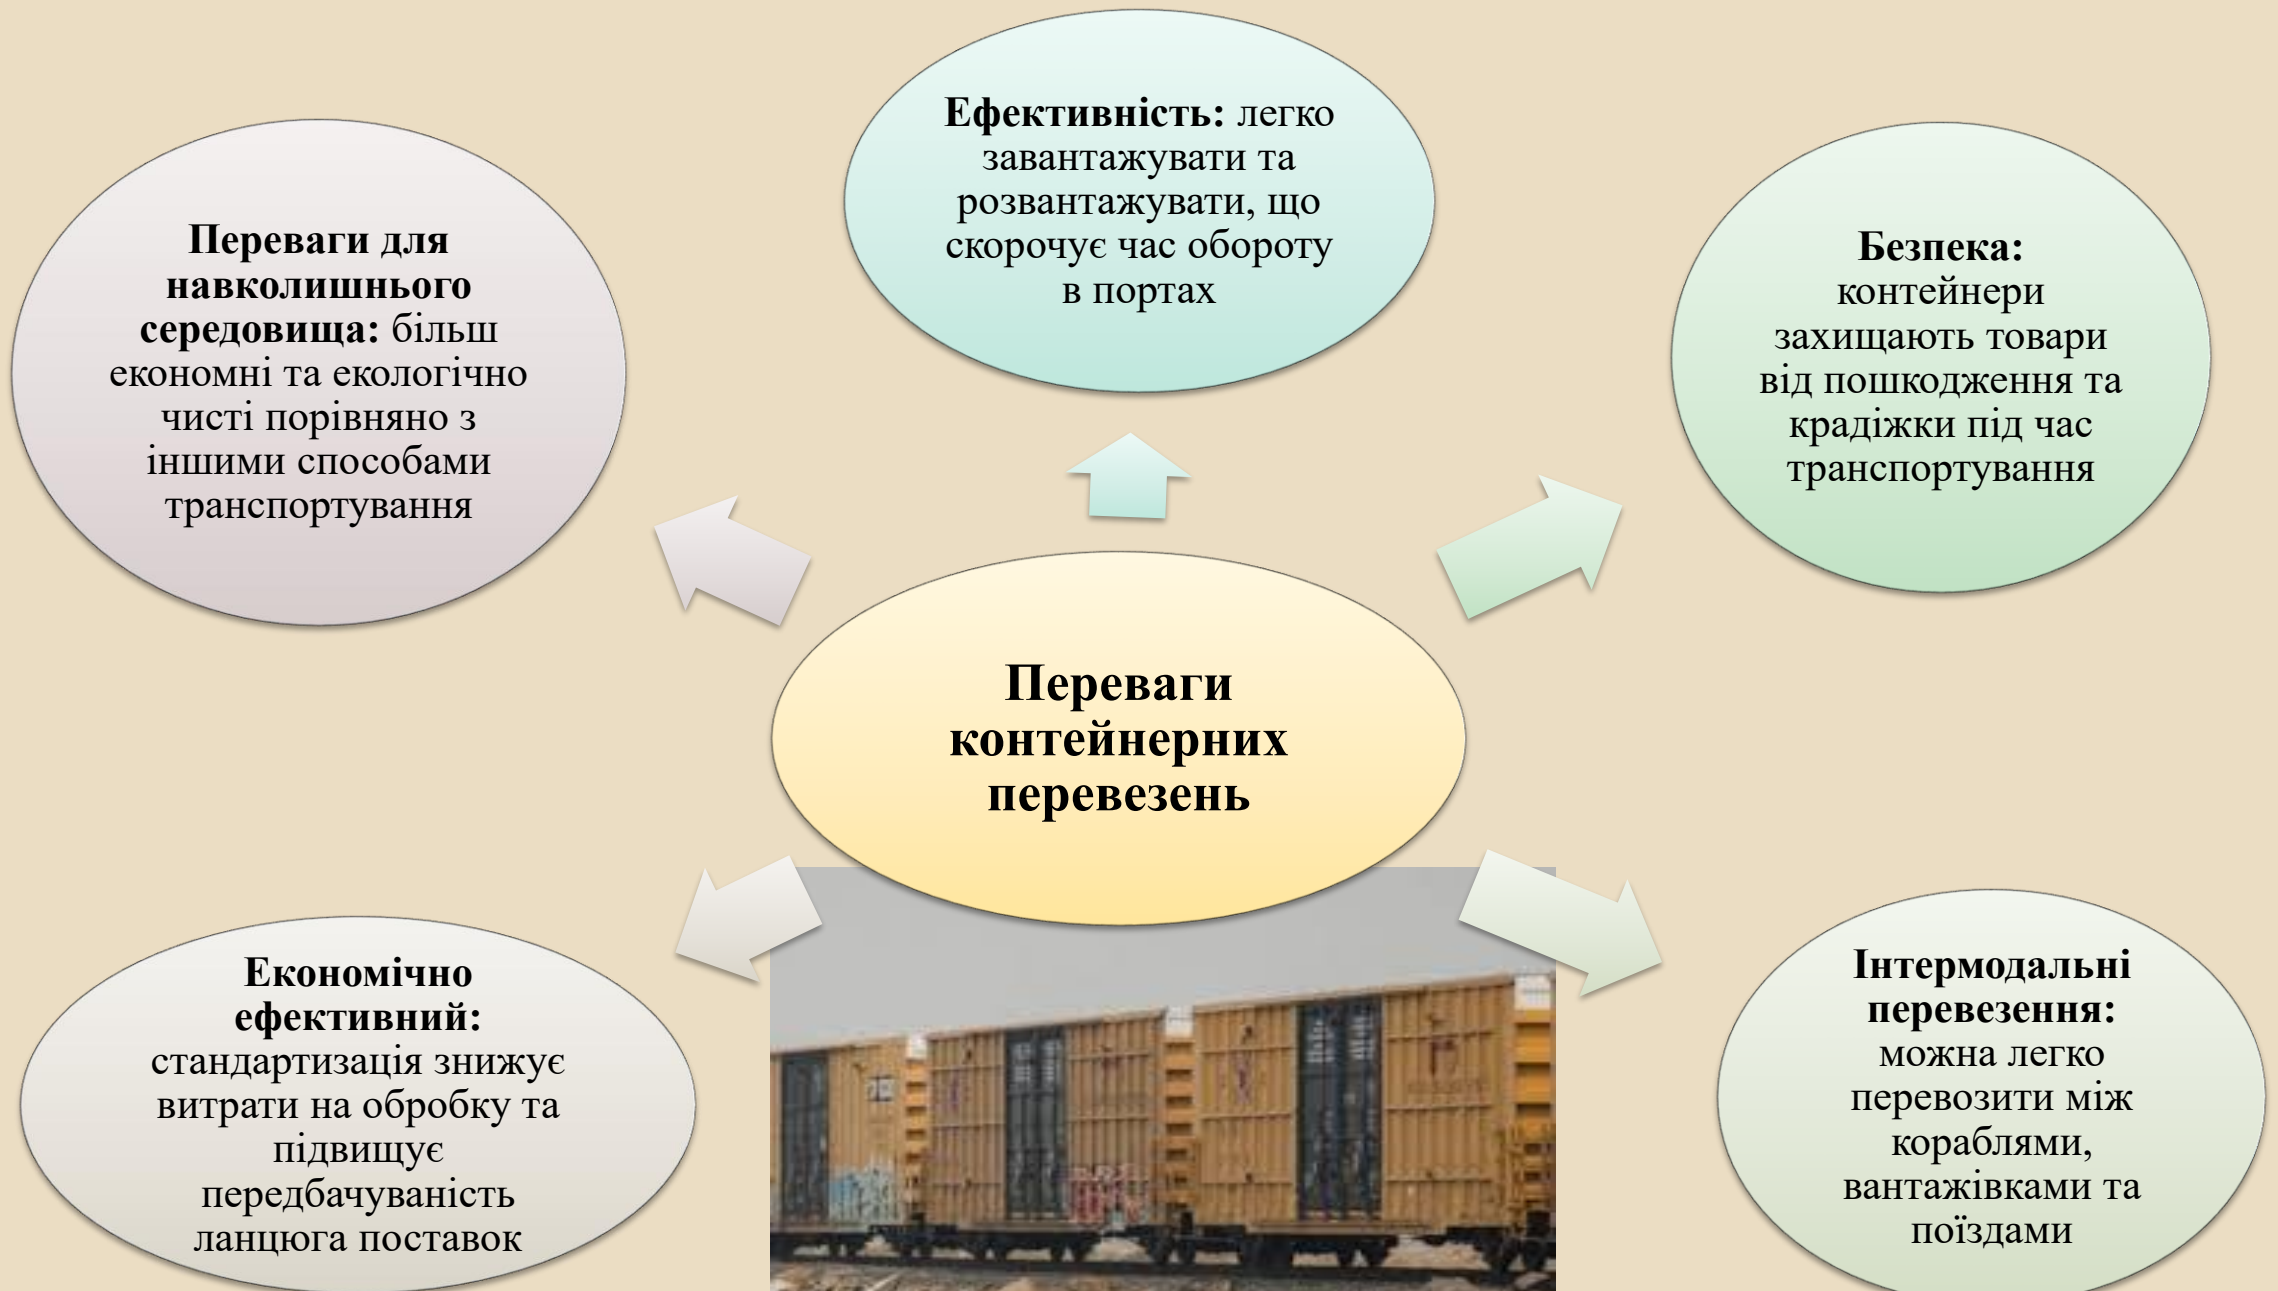 Ефективність: легко
завантажувати та
розвантажувати, що
скорочує час обороту
в портах
Переваги для
навколишнього
середовища: більш
економні та екологічно
чисті порівняно з
іншими способами
транспортування
Безпека:
контейнери
захищають товари
від пошкодження та
крадіжки під час
транспортування
Переваги
контейнерних
перевезень
Економічно
ефективний:
стандартизація знижує
витрати на обробку та
підвищує
передбачуваність
ланцюга поставок
Інтермодальні
перевезення:
можна легко
перевозити між
кораблями,
вантажівками та
поїздами